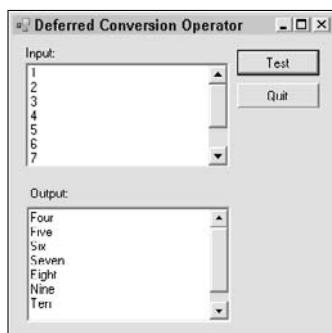 Deferred Conversion Operator
Input:
Test
1
2
Quit
3
4
5
6
7
Output:
Four
Five
Six
Seven
Eight
Nine
Ten